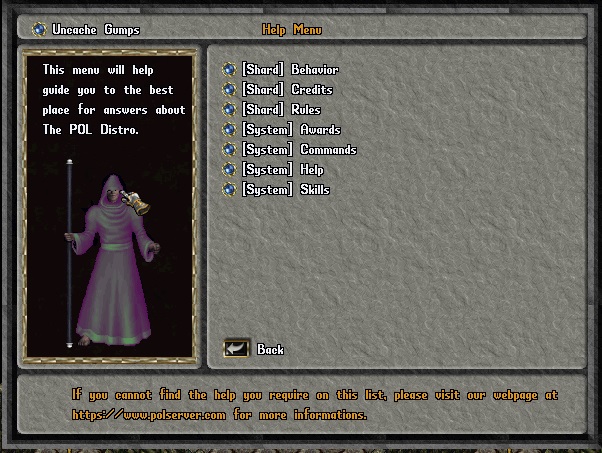 Uncache Gumps
Help Menu
This menu will help
guide you to the best
place for answers about
The POL Distro.
[Shard] Behavior
[Shard] Credits
[Shard] Rules
[System] Awards
[System] Commands
[System] Help
[System] Skills
Back
If you cannot find the help you require on this list, please visit our webpage at
https://www.polserver.com for more informations.